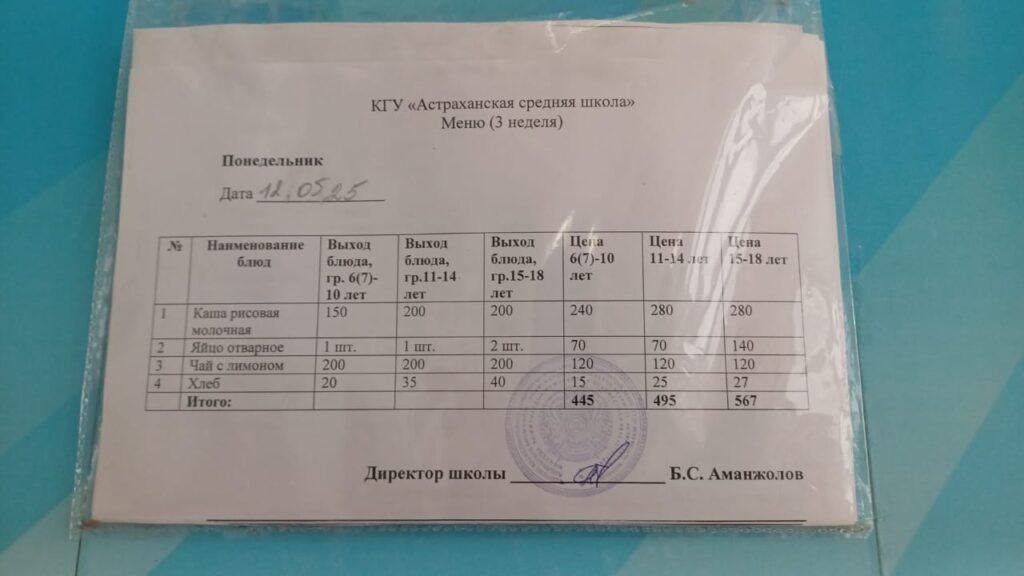 КГУ «Астраханская средняя школа»
Меню (3 неделя)
Понедельник
Дата 12.05.25
№ Наименование блюд Выход блюда, гр. 6(7)-10 лет Выход блюда, гр.11-14 лет Выход блюда, гр.15-18 лет Цена 6(7)-10 лет Цена 11-14 лет Цена 15-18 лет
1 Каша рисовая молочная 150 200 200 240 280 280
2 Яйцо отварное 1 шт. 1 шт. 2 шт. 70 70 140
3 Чай с лимоном 200 200 200 120 120 120
4 Хлеб 20 35 40 15 25 27
Итого: 445 495 567
Директор школы Б.С. Аманжолов